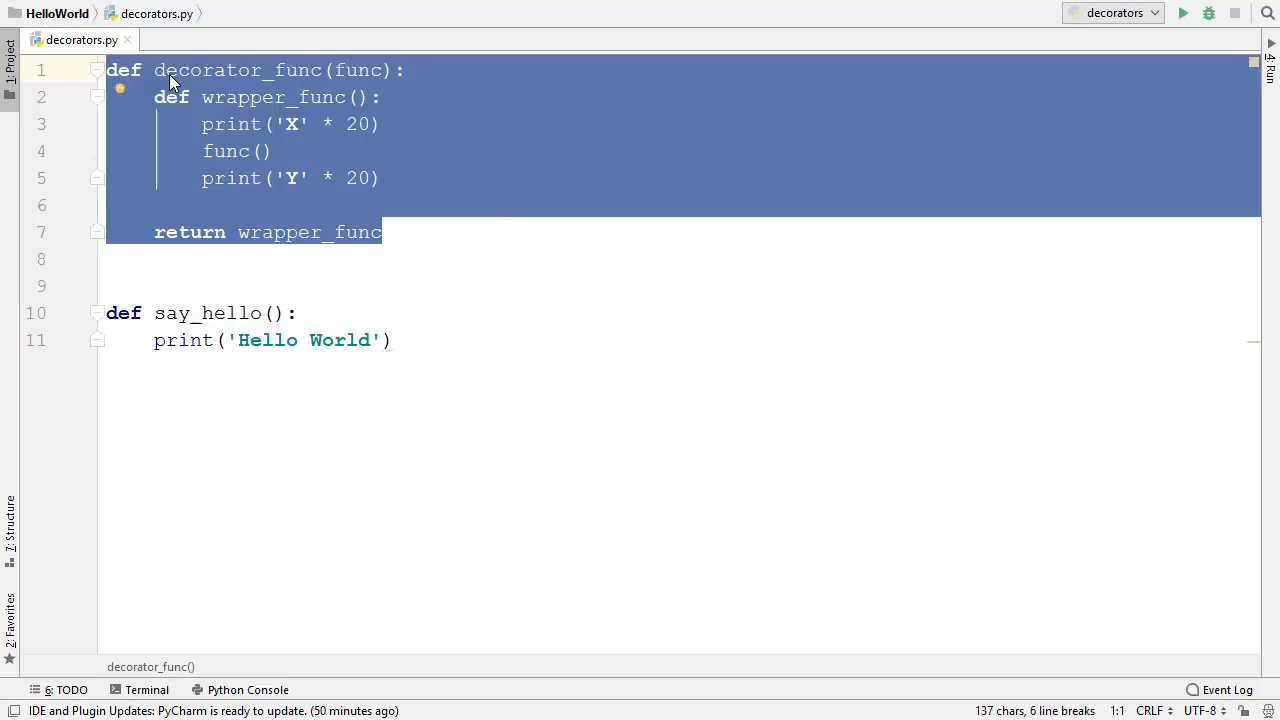 HelloWorld decorators.py decorators
decorators.py
1: Project
4: Run
1 def decorator_func(func):
2 def wrapper_func():
3 print('X' * 20)
4 func()
5 print('Y' * 20)
6
7 return wrapper_func
8
9
10 def say_hello():
11 print('Hello World')
7: Structure
2: Favorites
decorator_func()
6: TODO Terminal Python Console Event Log
IDE and Plugin Updates: PyCharm is ready to update. (50 minutes ago) 137 chars, 6 line breaks 1:1 CRLF UTF-8